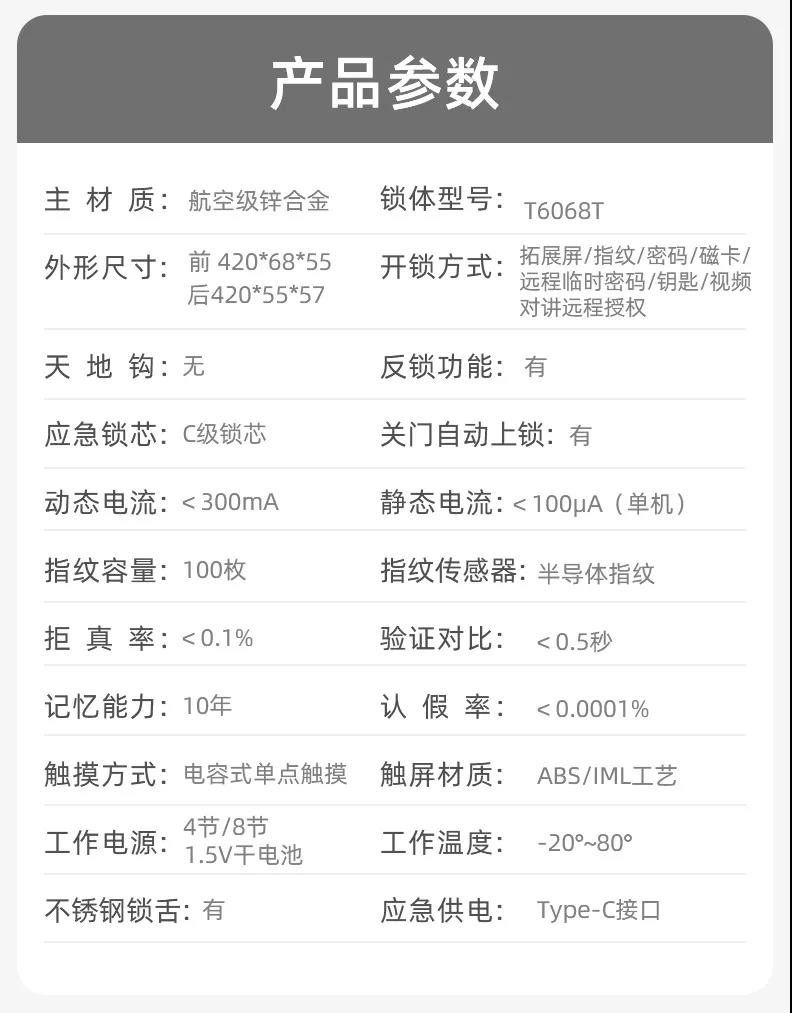 产品参数
主材质：航空级锌合金 锁体型号：T6068T
外形尺寸：前 420*68*55
后420*55*57
开锁方式：拓展屏/指纹/密码/磁卡/
远程临时密码/钥匙/视频
对讲远程授权
天地钩：无 反锁功能：有
应急锁芯：C级锁芯 关门自动上锁：有
动态电流：＜300mA 静态电流：＜100μA（单机）
指纹容量：100枚 指纹传感器：半导体指纹
拒真率：＜0.1% 验证对比：＜0.5秒
记忆能力：10年 认假率：＜0.0001%
触摸方式：电容式单点触摸 触屏材质：ABS/IML工艺
工作电源：4节/8节
1.5V干电池
工作温度：-20°~80°
不锈钢锁舌：有 应急供电：Type-C接口